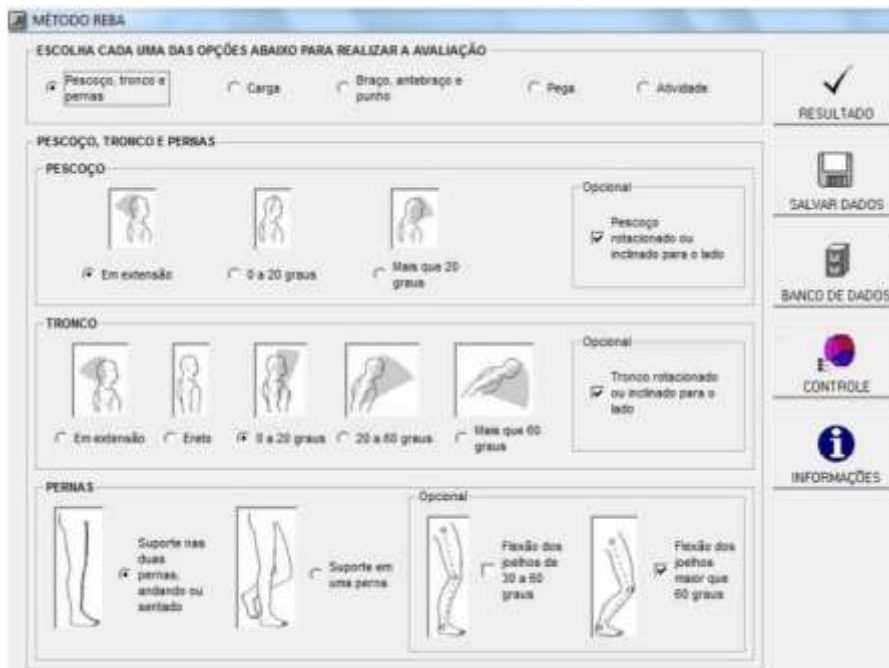 MÉTODO REBA
ESCOLHA CADA UMA DAS OPÇÕES ABAIXO PARA REALIZAR A AVALIAÇÃO
Pescoço, tronco e
pernas
Carga
Braço, antebraço e
punho
Pega
Atividade
RESULTADO
SALVAR DADOS
BANCO DE DADOS
CONTROLE
INFORMAÇÕES
PESCOÇO, TRONCO E PERNAS
PESCOÇO
Em extensão
0 a 20 graus
Mais que 20
graus
Opcional
Pescoço
rotacionado ou
inclinado para o lado
TRONCO
Em extensão
Ereto
0 a 20 graus
20 a 60 graus
Mais que 60
graus
Opcional
Tronco rotacionado
ou inclinado para o
lado
PERNAS
Suporte nas
duas
pernas,
andando ou
sentado
Suporte em
uma perna
Opcional
Flexão dos
joelhos de
30 a 60
graus
Flexão dos
joelhos
maior que
60 graus